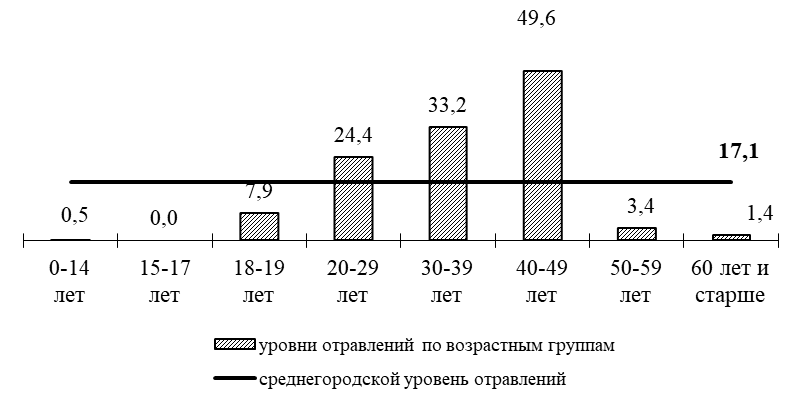 49,6
33,2
24,4
17,1
7,9
0,5
0,0
3,4
1,4
0-14 лет
15-17 лет
18-19 лет
20-29 лет
30-39 лет
40-49 лет
50-59 лет
60 лет и старше
уровни отравлений по возрастным группам
среднегородской уровень отравлений